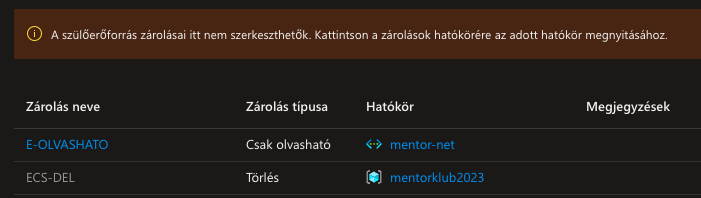 A szülőerőforrás zárolásai itt nem szerkeszthetők. Kattintson a zárolások hatókörére az adott hatókör megnyitásához.
Zárolás neve Zárolás típusa Hatókör Megjegyzések
E-OLVASHATO Csak olvasható mentor-net
ECS-DEL Törlés mentorklub2023